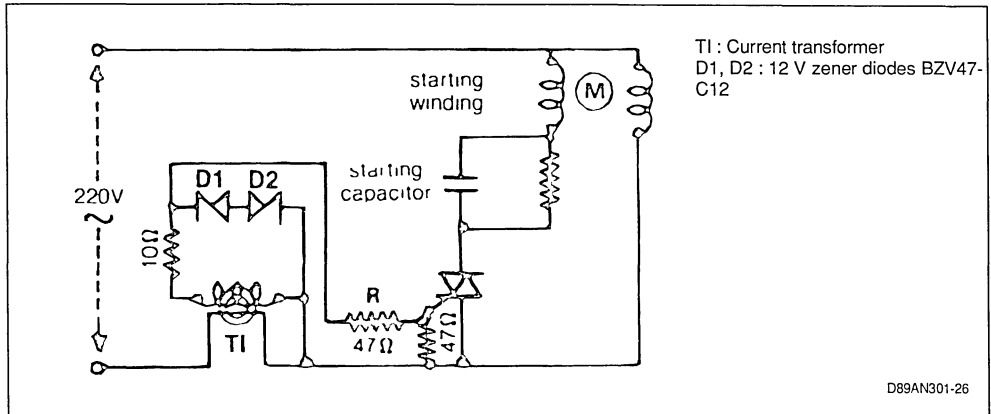 TI : Current transformer
D1, D2 : 12 V zener diodes BZV47-
C12
starting
winding
M
starting
capacitor
D1 D2
220V
~
10Ω
R
47Ω
47Ω
TI
D89AN301-26